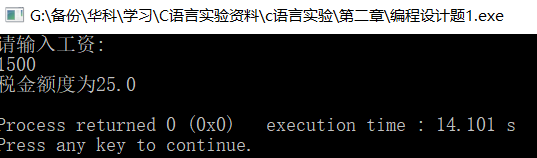 G:\备份\华科\学习\C语言实验资料\c语言实验\第二章\编程设计题1.exe
请输入工资:
1500
税金额度为25.0
Process returned 0 (0x0)   execution time : 14.101 s
Press any key to continue.